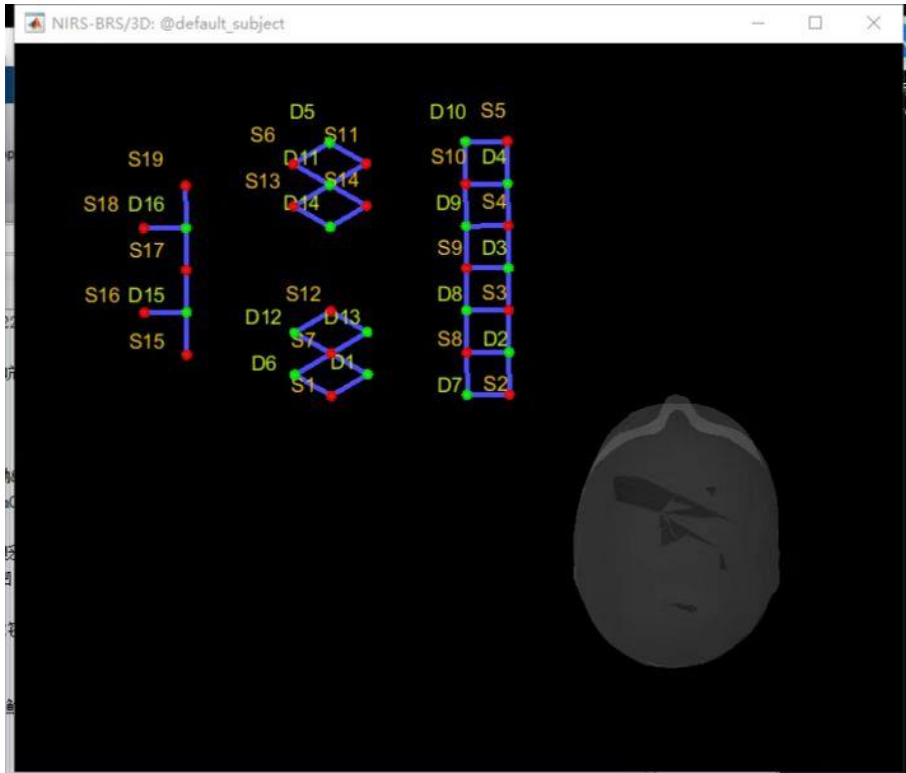 NIRS-BRS/3D: @default_subject
D5 D10 S5
S6 S11
S19 D11 S10 D4
S13 S14
S18 D16 D14 D9 S4
S17 S9 D3
S16 D15 S12 D8 S3
D12 D13
S15 S7 S8 D2
D6 D1
S1 D7 S2